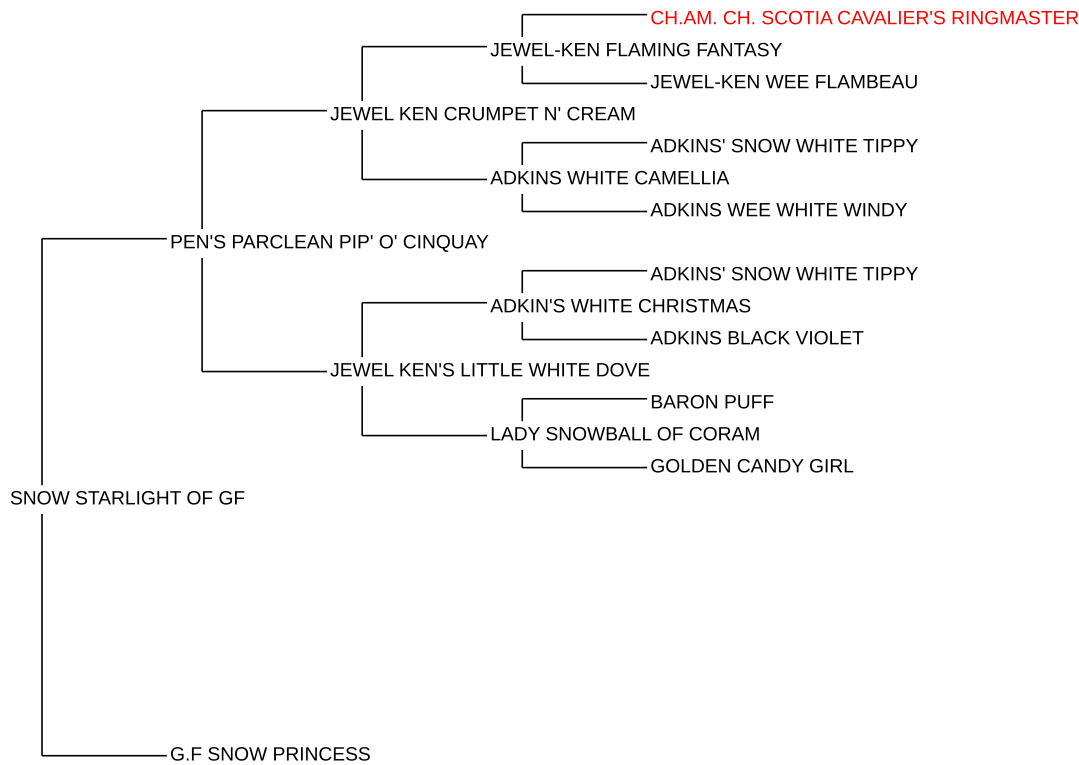 CH.AM. CH. SCOTIA CAVALIER'S RINGMASTER
JEWEL-KEN FLAMING FANTASY
JEWEL-KEN WEE FLAMBEAU
JEWEL KEN CRUMPET N' CREAM
ADKINS' SNOW WHITE TIPPY
ADKINS WHITE CAMELLIA
ADKINS WEE WHITE WINDY
PEN'S PARCLEAN PIP' O' CINQUAY
ADKINS' SNOW WHITE TIPPY
ADKIN'S WHITE CHRISTMAS
ADKINS BLACK VIOLET
JEWEL KEN'S LITTLE WHITE DOVE
BARON PUFF
LADY SNOWBALL OF CORAM
GOLDEN CANDY GIRL
SNOW STARLIGHT OF GF
G.F SNOW PRINCESS